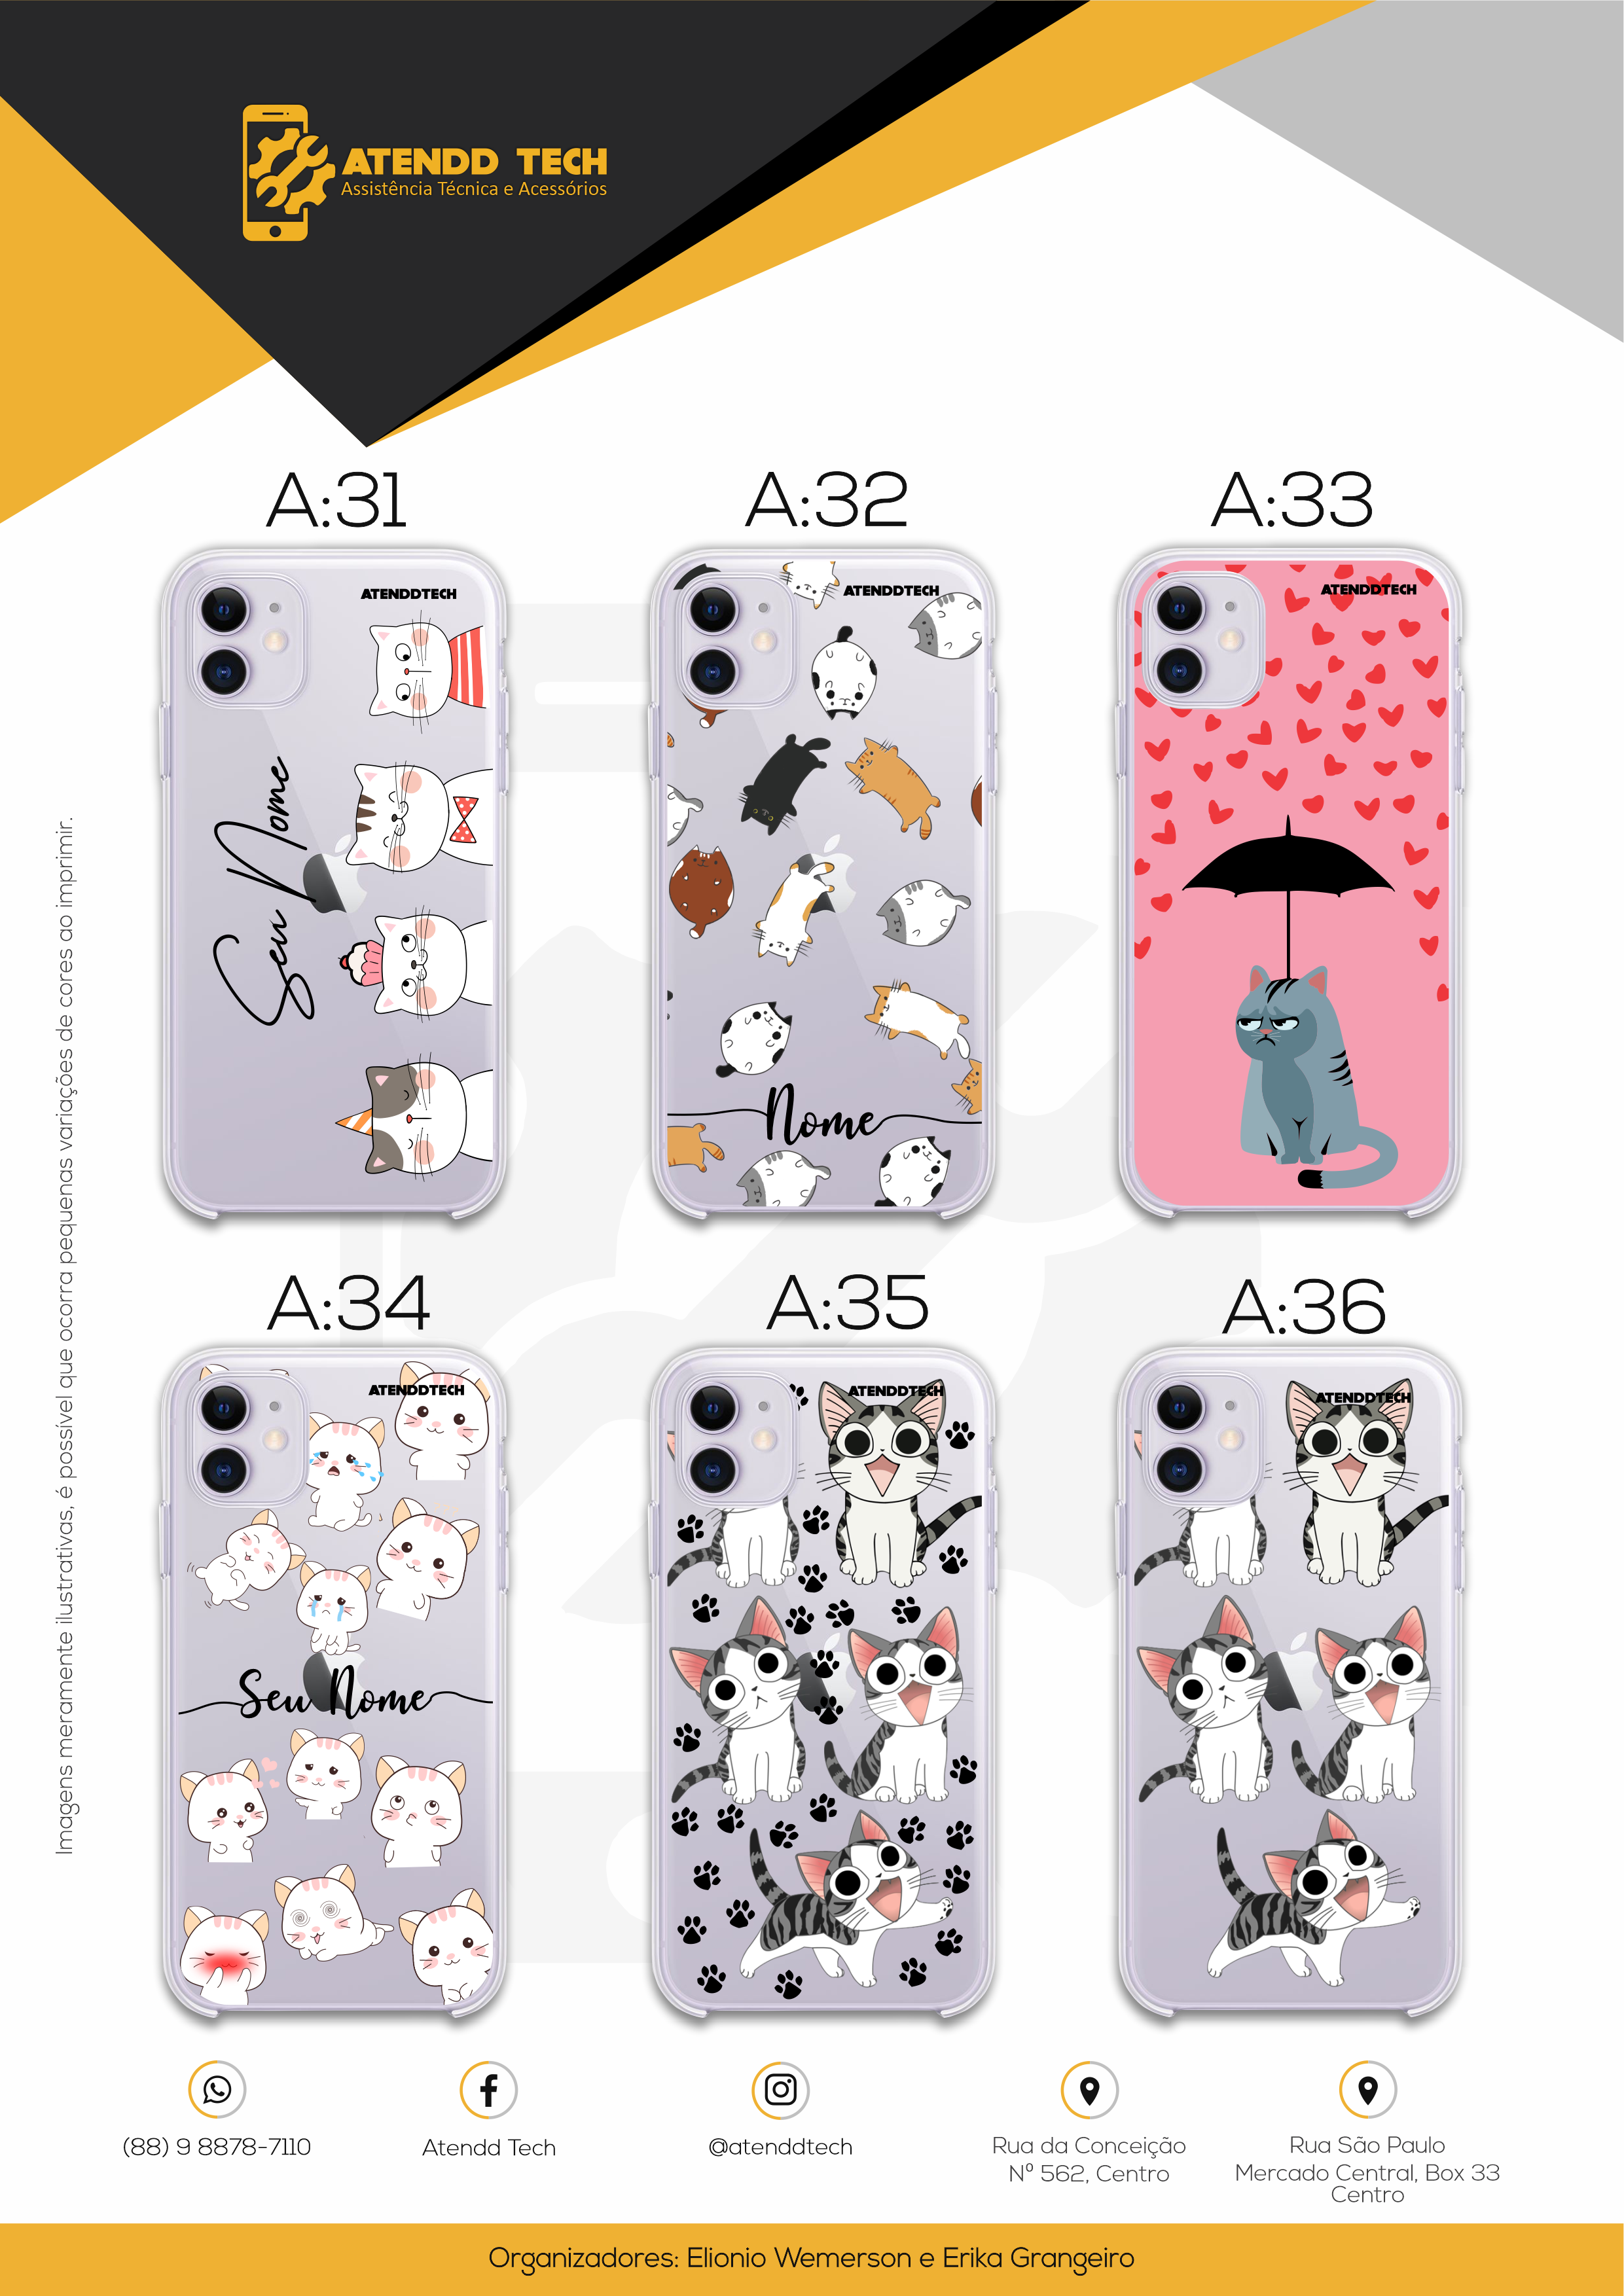 ATENDD TECH
Assistência Técnica e Acessórios
A:31
A:32
A:33
ATENDDTECH
Seu Nome
ATENDDTECH
Nome
ATENDDTECH
A:34
A:35
A:36
ATENDDTECH
Seu Nome
ATENDDTECH
ATENDDTECH
Imagens meramente ilustrativas, é possível que ocorra pequenas variações de cores ao imprimir.
(88) 9 8878-7110
Atendd Tech
@atenddtech
Rua da Conceição
Nº 562, Centro
Rua São Paulo
Mercado Central, Box 33
Centro
Organizadores: Elionio Wemerson e Erika Grangeiro